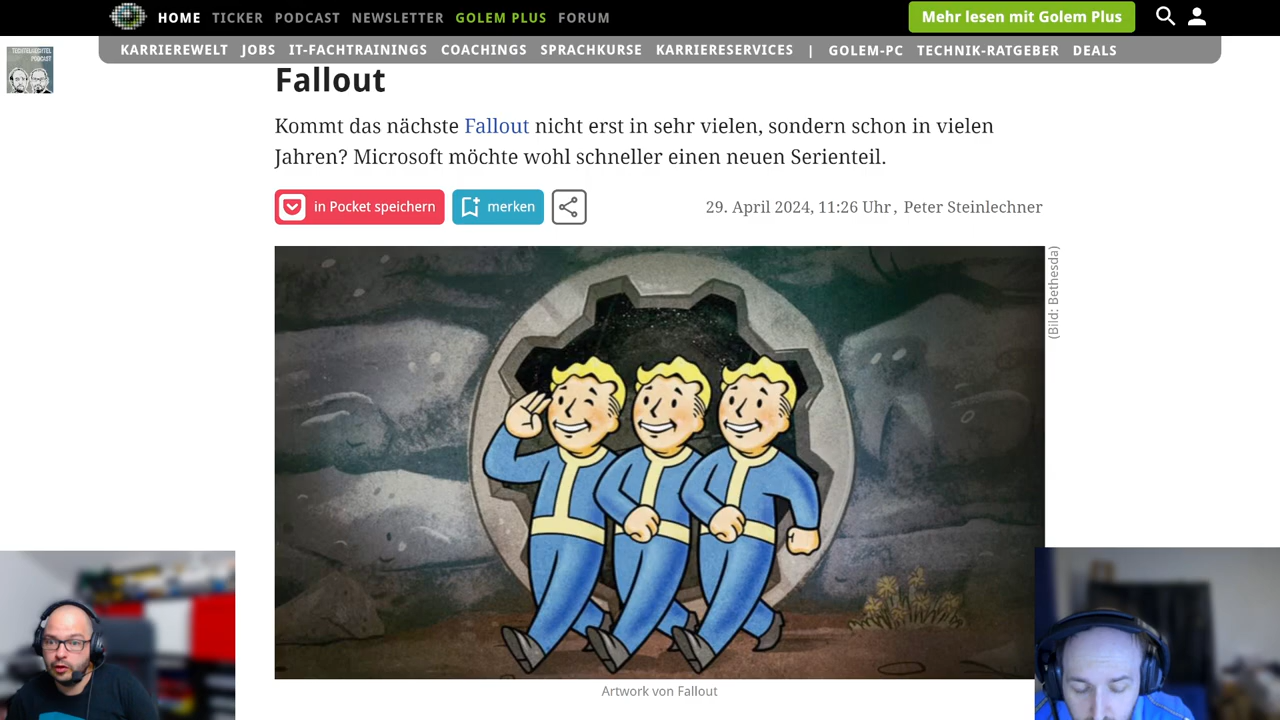 HOME TICKER PODCAST NEWSLETTER GOLEM PLUS FORUM
Mehr lesen mit Golem Plus
KARRIEREWELT JOBS IT-FACHTRAININGS COACHINGS SPRACHKURSE KARRIERESERVICES | GOLEM-PC TECHNIK-RATGEBER DEALS
Fallout
Kommt das nächste Fallout nicht erst in sehr vielen, sondern schon in vielen
Jahren? Microsoft möchte wohl schneller einen neuen Serienteil.
in Pocket speichern
merken
29. April 2024, 11:26 Uhr, Peter Steinlechner
(Bild: Bethesda)
Artwork von Fallout